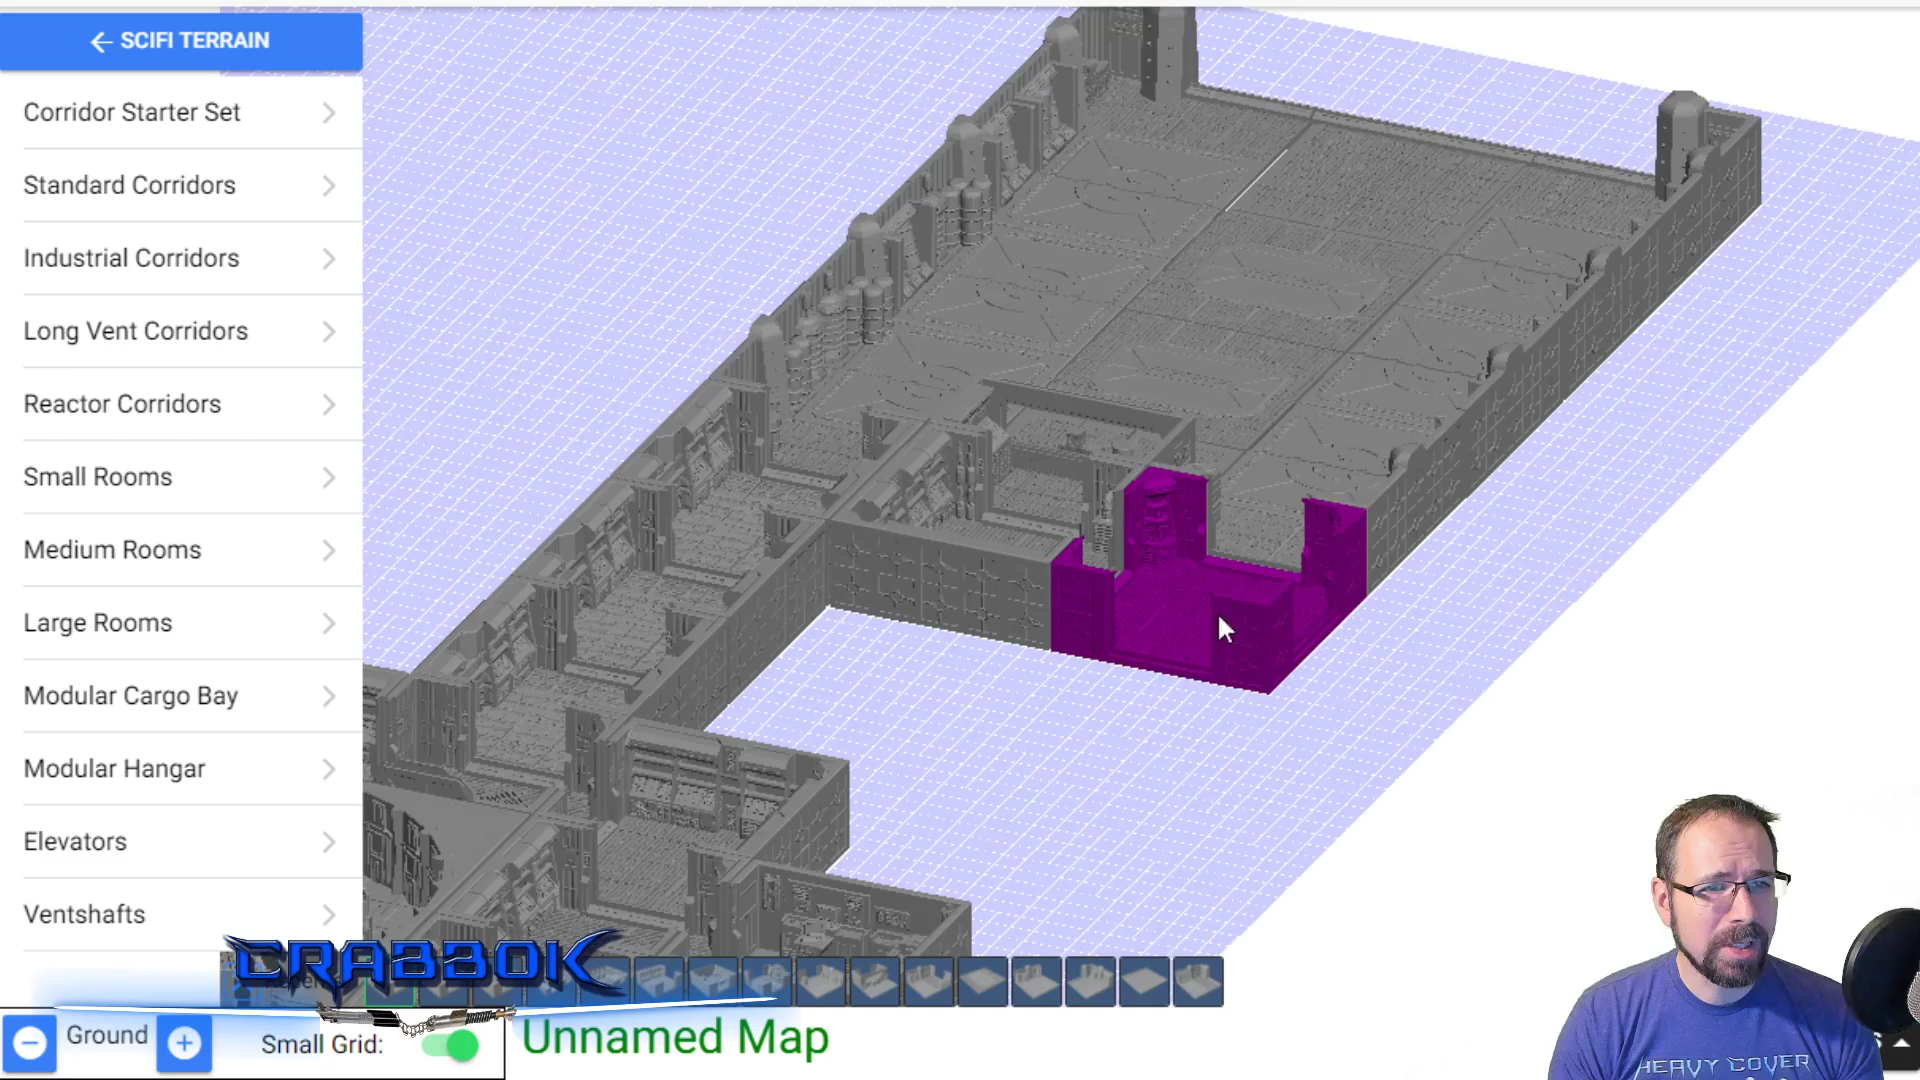 SCIFI TERRAIN
Corridor Starter Set
Standard Corridors
Industrial Corridors
Long Vent Corridors
Reactor Corridors
Small Rooms
Medium Rooms
Large Rooms
Modular Cargo Bay
Modular Hangar
Elevators
Ventshafts
CRABBOK
Ground
Small Grid:
Unnamed Map
HEAVY COVER